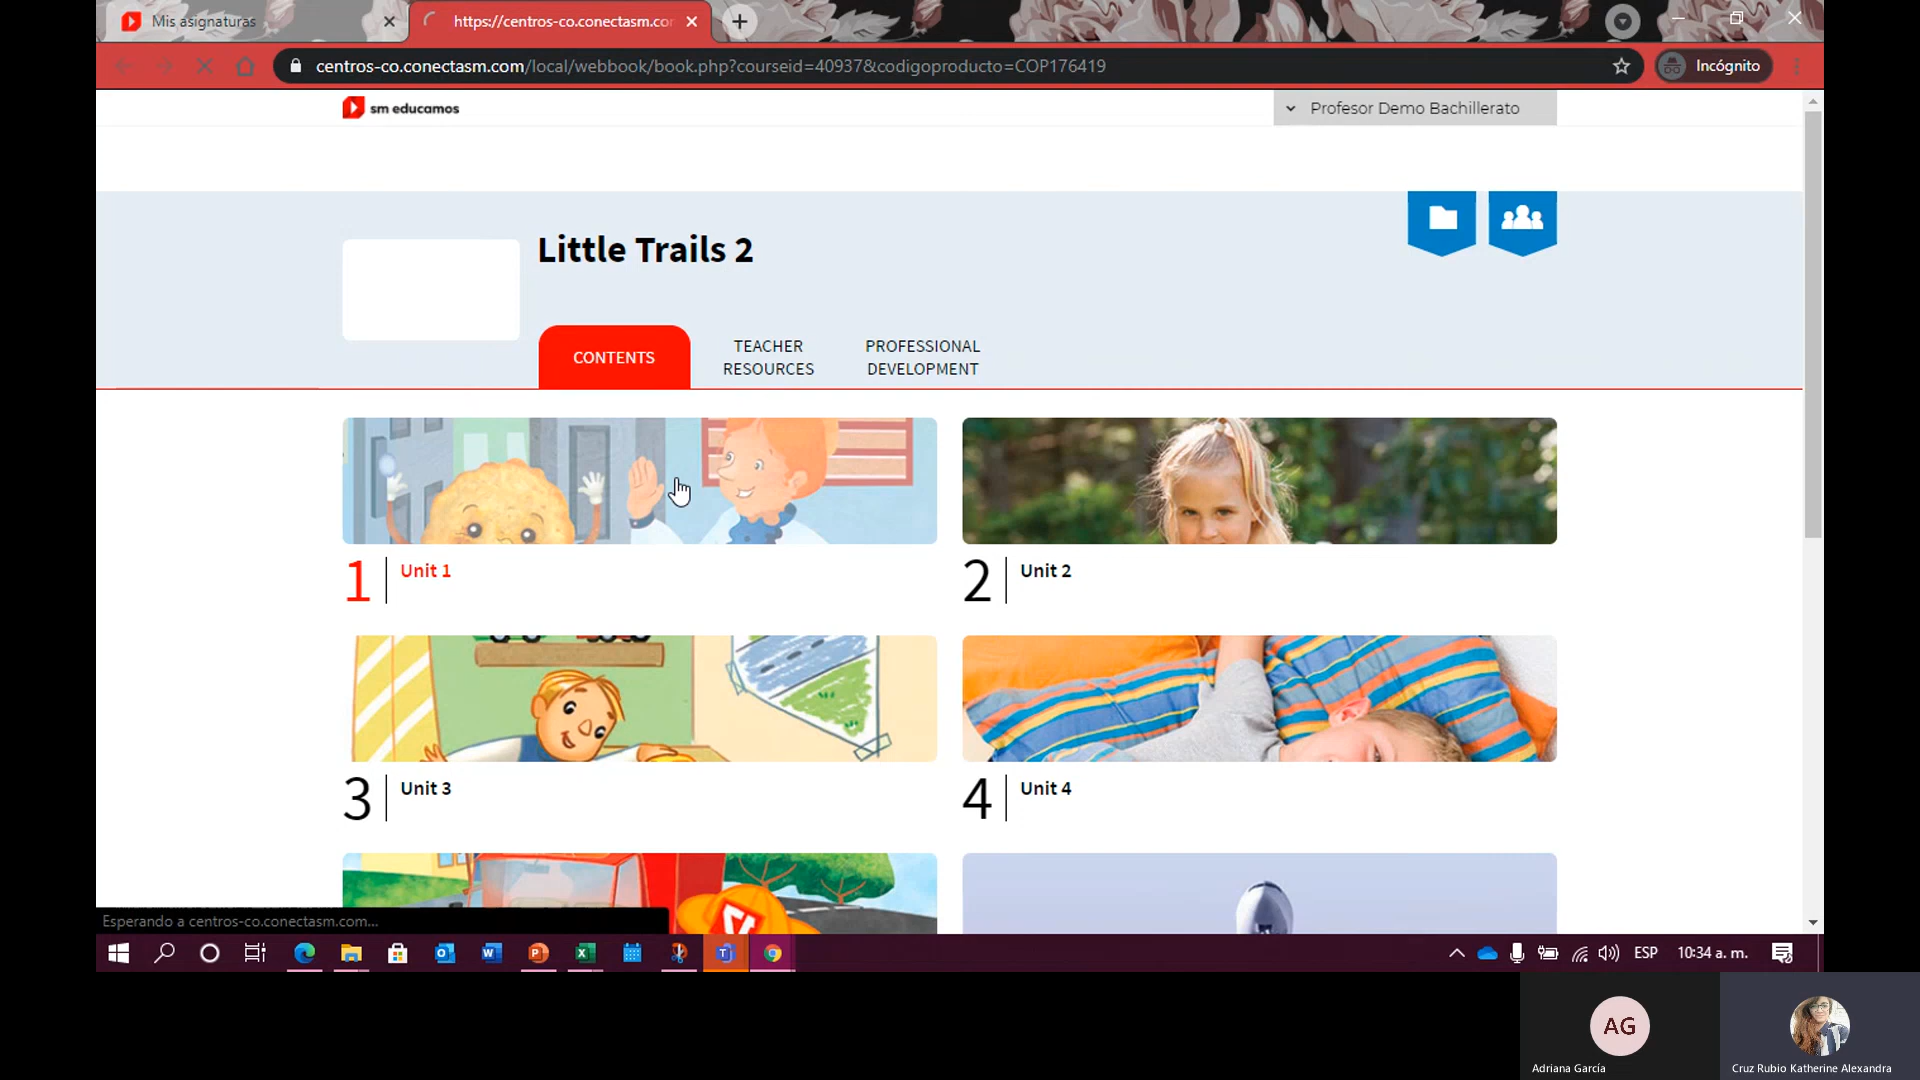 Mis asignaturas
https://centros-co.conectasm.cor
centros-co.conectasm.com/local/webbook/book.php?courseid=40937&codigoproducto=COP176419
Incógnito
sm educamos
Profesor Demo Bachillerato
Little Trails 2
CONTENTS
TEACHER
RESOURCES
PROFESSIONAL
DEVELOPMENT
1 Unit 1
2 Unit 2
3 Unit 3
4 Unit 4
Esperando a centros-co.conectasm.com...
ESP
10:34 a. m.
AG
Adriana García
Cruz Rubio Katherine Alexandra